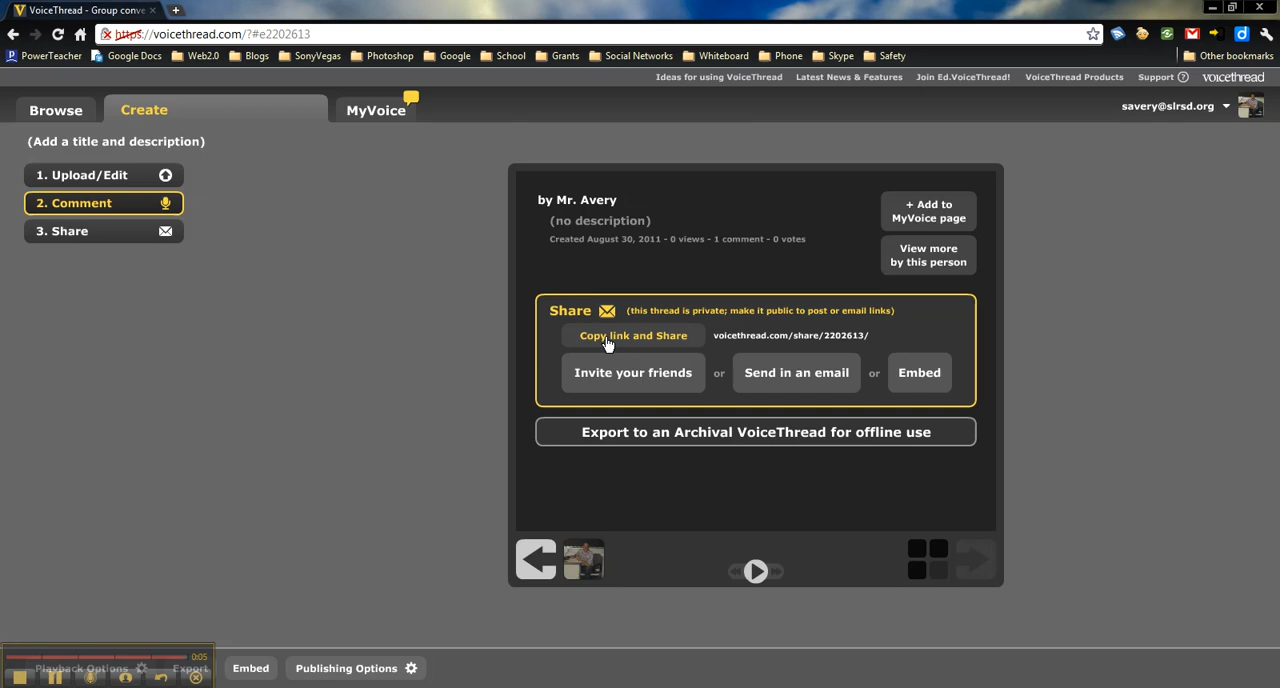 VoiceThread - Group conve
https://voicethread.com/?#e2202613
PowerTeacher Google Docs Web2.0 Blogs SonyVegas Photoshop Google School Grants Social Networks Whiteboard Phone Skype Safety Other bookmarks
Ideas for using VoiceThread Latest News & Features Join Ed.VoiceThread! VoiceThread Products Support ? voicethread
Browse Create MyVoice savery@slrsd.org
(Add a title and description)
1. Upload/Edit
2. Comment
3. Share
by Mr. Avery
(no description)
Created August 30, 2011 - 0 views - 1 comment - 0 votes
+ Add to
MyVoice page
View more
by this person
Share (this thread is private; make it public to post or email links)
Copy link and Share voicethread.com/share/2202613/
Invite your friends or Send in an email or Embed
Export to an Archival VoiceThread for offline use
0:05
Playback Options Export Embed Publishing Options